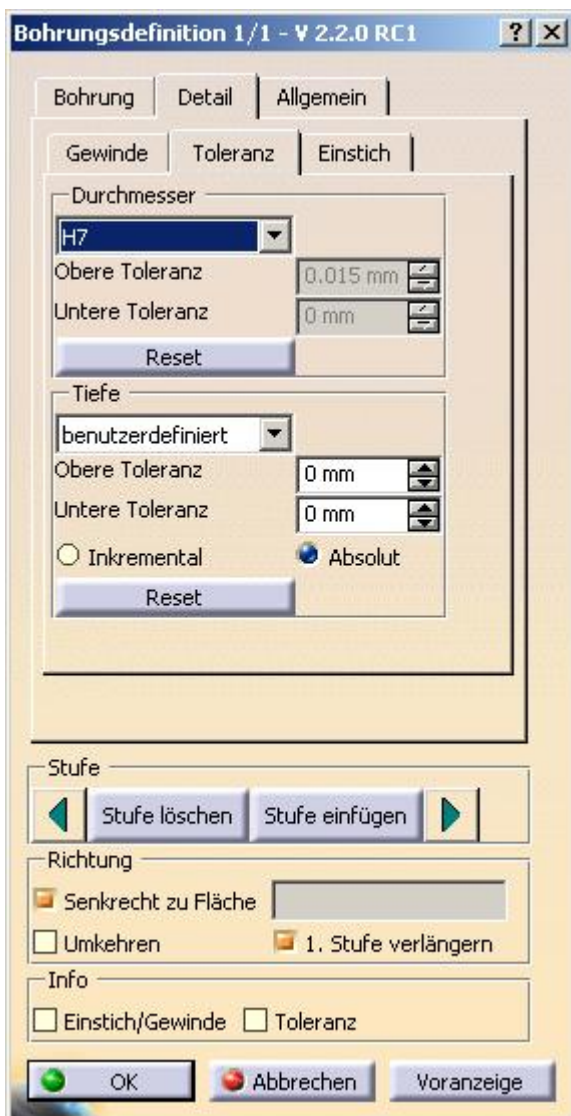 Bohrungsdefinition 1/1 - V 2.2.0 RC1 ?
Bohrung Detail Allgemein
Gewinde Toleranz Einstich
Durchmesser
H7
Obere Toleranz 0.015 mm
Untere Toleranz 0 mm
Reset
Tiefe
benutzerdefiniert
Obere Toleranz 0 mm
Untere Toleranz 0 mm
Inkremental Absolut
Reset
Stufe
Stufe löschen Stufe einfügen
Richtung
Senkrecht zu Fläche
Umkehren 1. Stufe verlängern
Info
Einstich/Gewinde Toleranz
OK Abbrechen Voranzeige